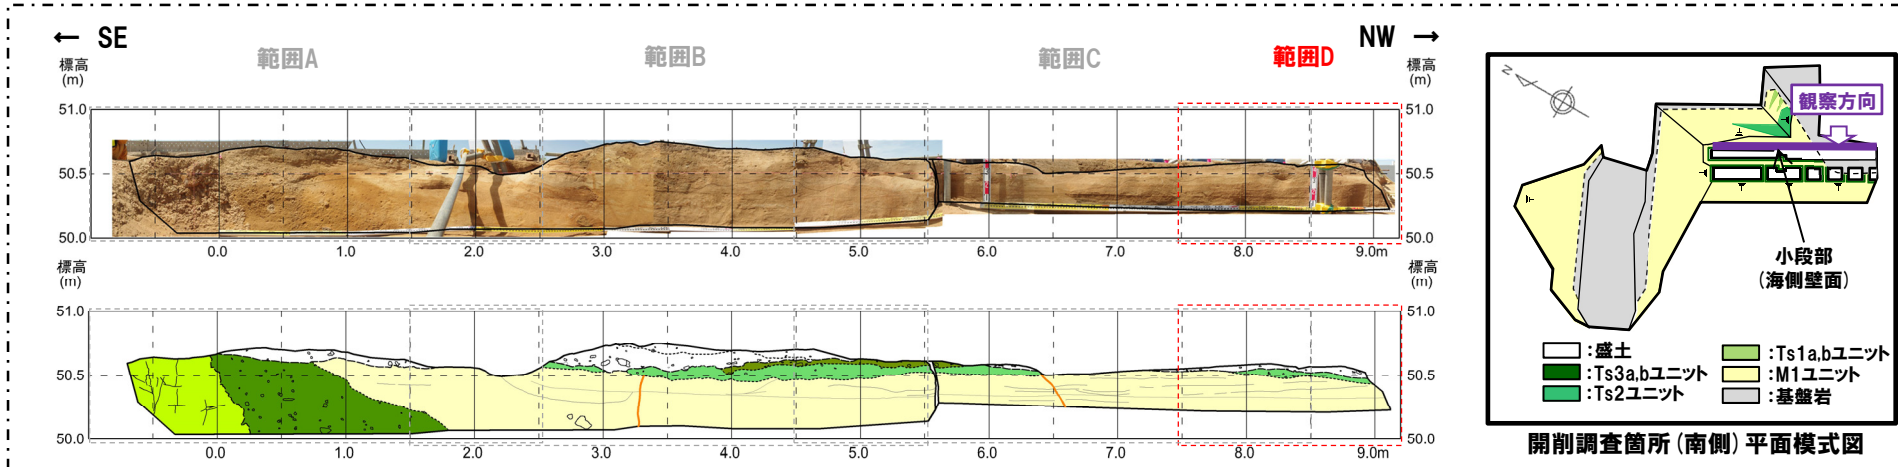 ← SE
NW →
範囲A
範囲B
範囲C
範囲D
標高
(m)
標高
(m)
51.0
50.5
50.0
51.0
50.5
50.0
0.0
1.0
2.0
3.0
4.0
5.0
6.0
7.0
8.0
9.0m
標高
(m)
標高
(m)
51.0
50.5
50.0
51.0
50.5
50.0
0.0
1.0
2.0
3.0
4.0
5.0
6.0
7.0
8.0
9.0m
N
観察方向
小段部
(海側壁面)
:盛土
:Ts3a,bユニット
:Ts2ユニット
:Ts1a,bユニット
:M1ユニット
:基盤岩
開削調査箇所(南側)平面模式図